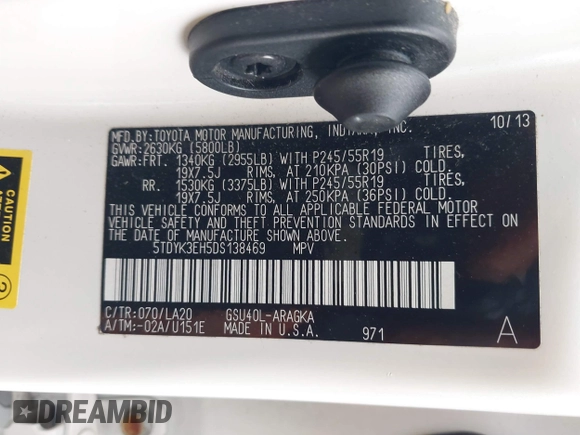 MFD.BY:TOYOTA MOTOR MANUFACTURING, INDIANA, INC. 10/13
GVWR:2630KG (5800LB)
GAWR:FRT. 1340KG (2955LB) WITH P245/55R19 TIRES,
19X7.5J RIMS, AT 210KPA (30PSI) COLD.
RR. 1530KG (3375LB) WITH P245/55R19 TIRES,
19X7.5J RIMS, AT 250KPA (36PSI) COLD.
THIS VEHICLE CONFORMS TO ALL APPLICABLE FEDERAL MOTOR
VEHICLE SAFETY AND THEFT PREVENTION STANDARDS IN EFFECT ON
THE DATE OF MANUFACTURE SHOWN ABOVE.
5TDYK3EH5DS138469 MPV
C/TR:070/LA20 GSU40L-ARAGKA
A/TM:-02A/U151E MADE IN U.S.A. 971 A
CAUTION
2
DREAMBID